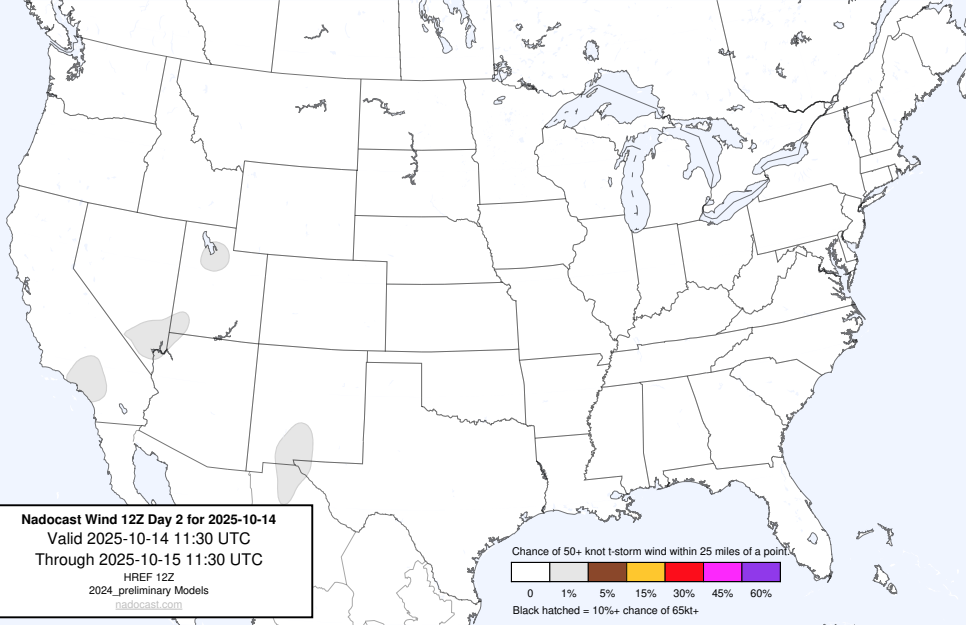 Nadocast Wind 12Z Day 2 for 2025-10-14
Valid 2025-10-14 11:30 UTC
Through 2025-10-15 11:30 UTC
HREF 12Z
2024_preliminary Models
nadocast.com
Chance of 50+ knot t-storm wind within 25 miles of a point.
0 1% 5% 15% 30% 45% 60%
Black hatched = 10%+ chance of 65kt+